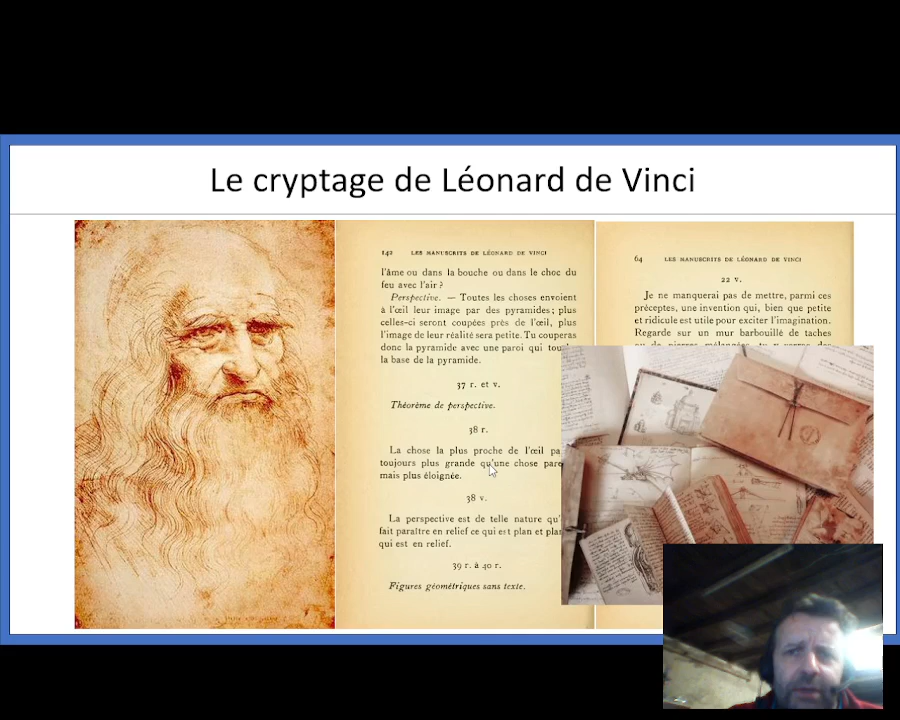 Le cryptage de Léonard de Vinci
142 LES MANUSCRITS DE LÉONARD DE VINCI
l'âme ou dans la bouche ou dans le choc du
feu avec l'air ?
Perspective. — Toutes les choses envoient
à l'œil leur image par des pyramides ; plus
celles-ci seront coupées près de l'œil, plus
l'image de leur réalité sera petite. Tu couperas
donc la pyramide avec une paroi qui
la base de la pyramide.
37 r. et v.
Théorème de perspective.
38 r.
La chose la plus proche de l'œil
toujours plus grande qu'une chose
mais plus éloignée.
38 v.
La perspective est de telle nature
fait paraître en relief ce qui est plan et
qui est en relief.
39 r. à 40 r.
Figures géométriques sans texte.
64 LES MANUSCRITS DE LÉONARD DE VINCI
22 v.
Je ne manquerai pas de mettre, parmi ces
préceptes, une invention qui, bien que petite
et ridicule est utile pour exciter l'imagination.
Regarde sur un mur barbouillé de taches